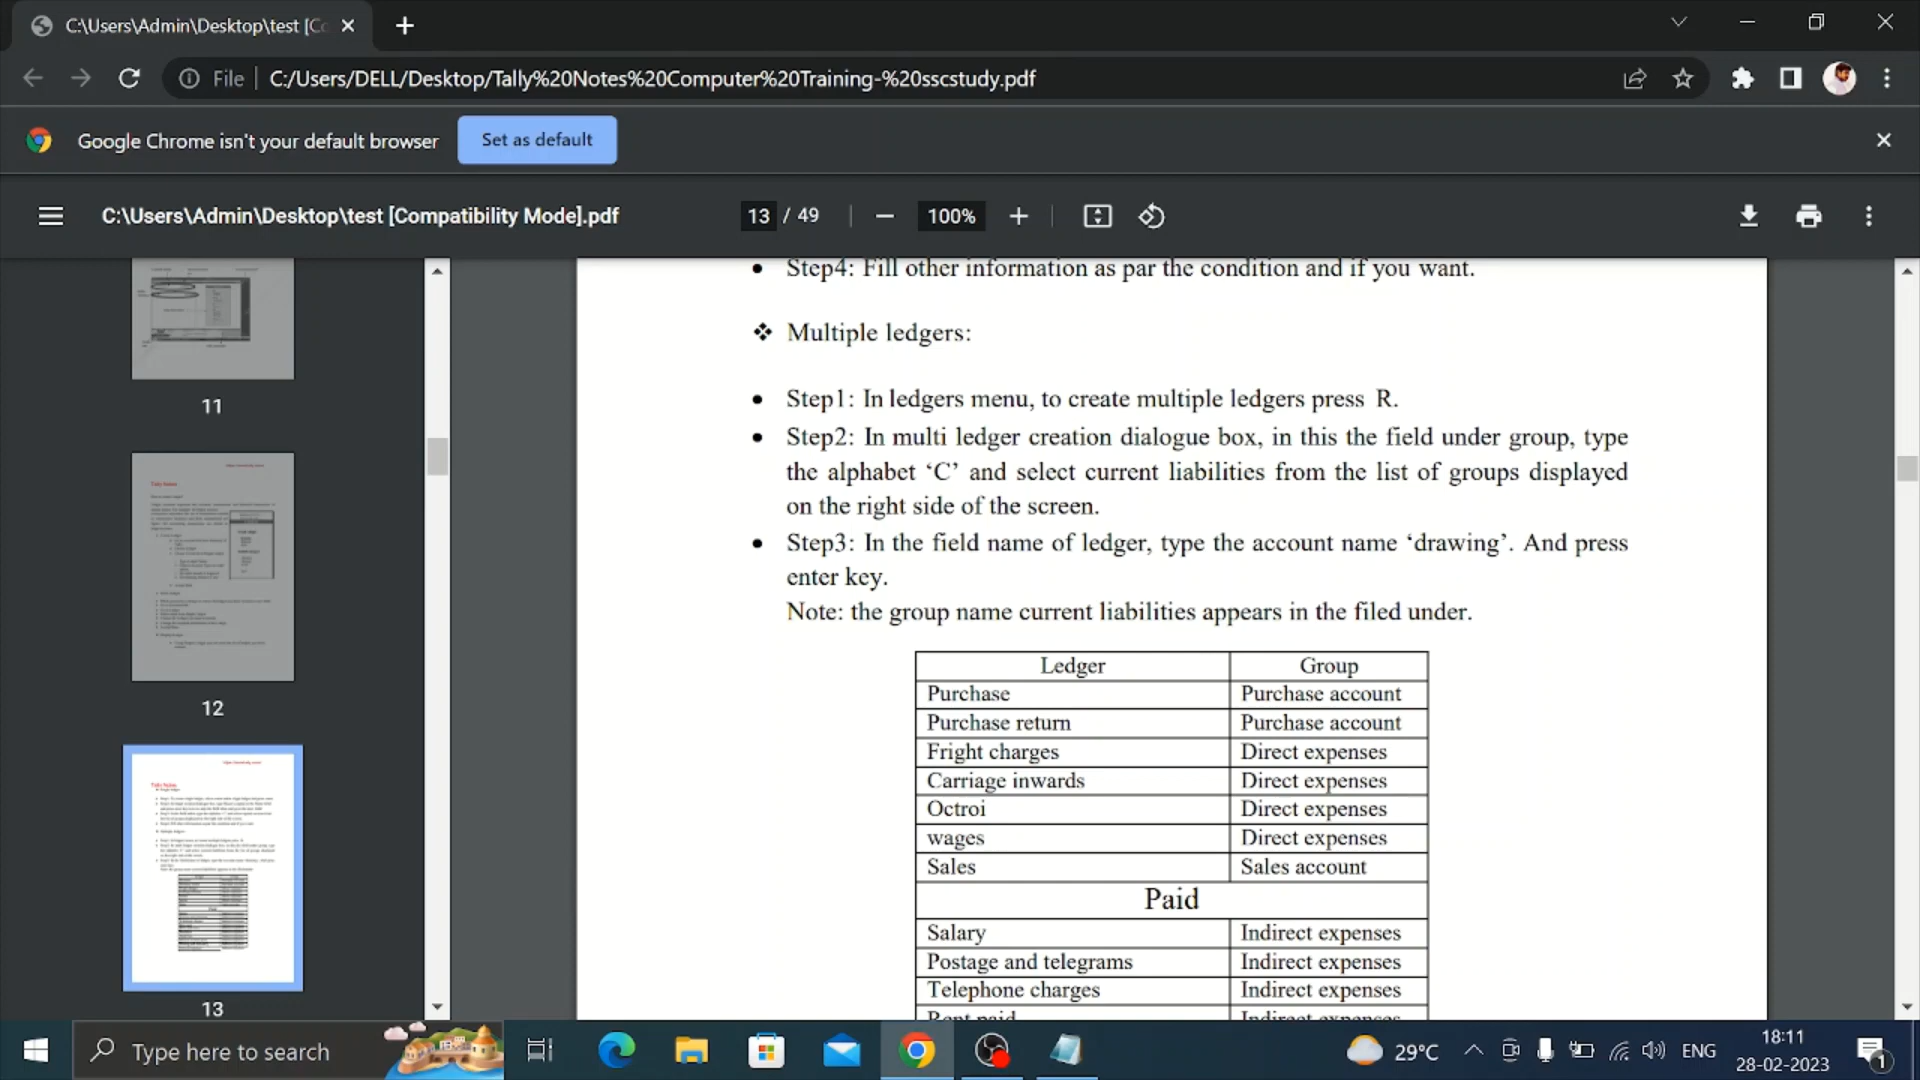 C:\Users\Admin\Desktop\test [Co
File
C:/Users/DELL/Desktop/Tally%20Notes%20Computer%20Training-%20sscstudy.pdf
Google Chrome isn't your default browser
Set as default
C:\Users\Admin\Desktop\test [Compatibility Mode].pdf
13 / 49
100%
11
12
13
• Step4: Fill other information as par the condition and if you want.
❖ Multiple ledgers:
• Step1: In ledgers menu, to create multiple ledgers press R.
• Step2: In multi ledger creation dialogue box, in this the field under group, type
the alphabet ‘C’ and select current liabilities from the list of groups displayed
on the right side of the screen.
• Step3: In the field name of ledger, type the account name ‘drawing’. And press
enter key.
Note: the group name current liabilities appears in the filed under.
Ledger Group
Purchase Purchase account
Purchase return Purchase account
Fright charges Direct expenses
Carriage inwards Direct expenses
Octroi Direct expenses
wages Direct expenses
Sales Sales account
Paid
Salary Indirect expenses
Postage and telegrams Indirect expenses
Telephone charges Indirect expenses
Rent paid Indirect expenses
Type here to search
29°C
ENG
18:11
28-02-2023
1